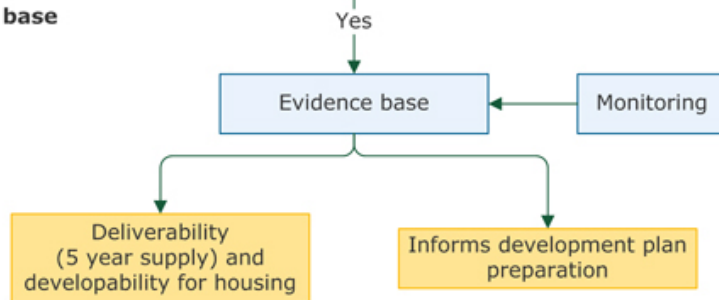 base
Yes
Evidence base
Monitoring
Deliverability
(5 year supply) and
developability for housing
Informs development plan
preparation